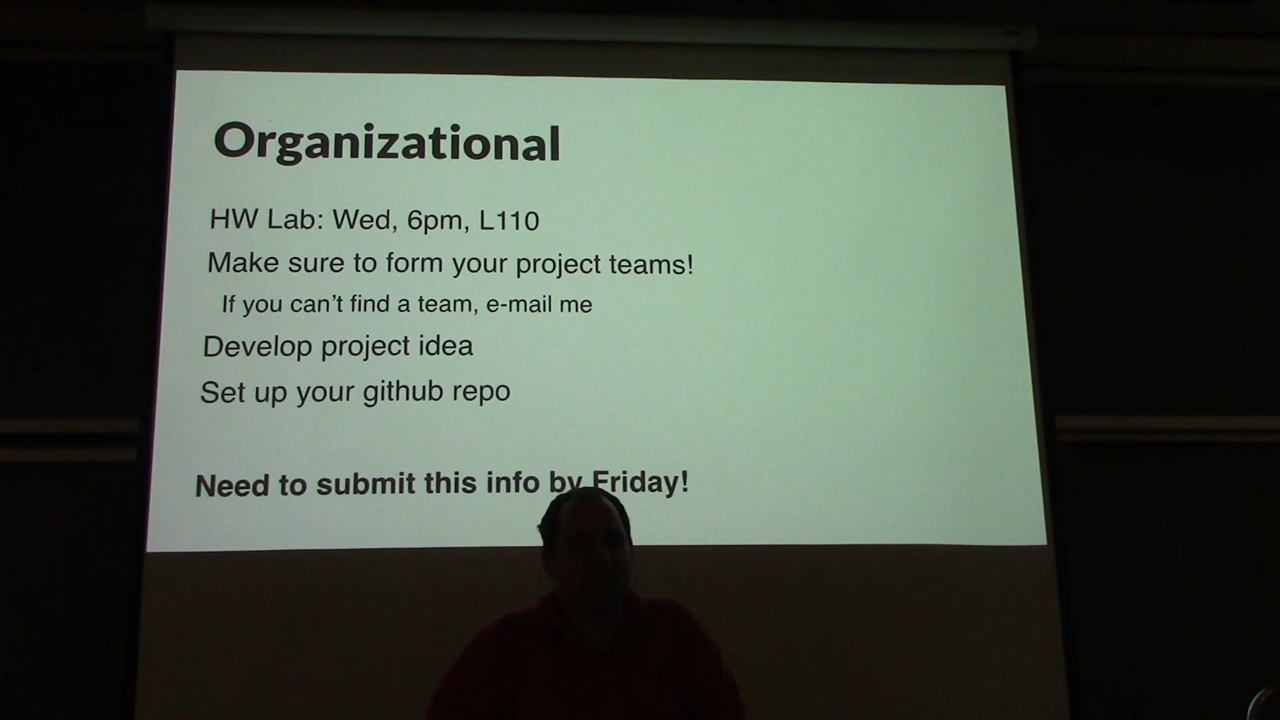 Organizational
HW Lab: Wed, 6pm, L110
Make sure to form your project teams!
If you can't find a team, e-mail me
Develop project idea
Set up your github repo
Need to submit this info by Friday!